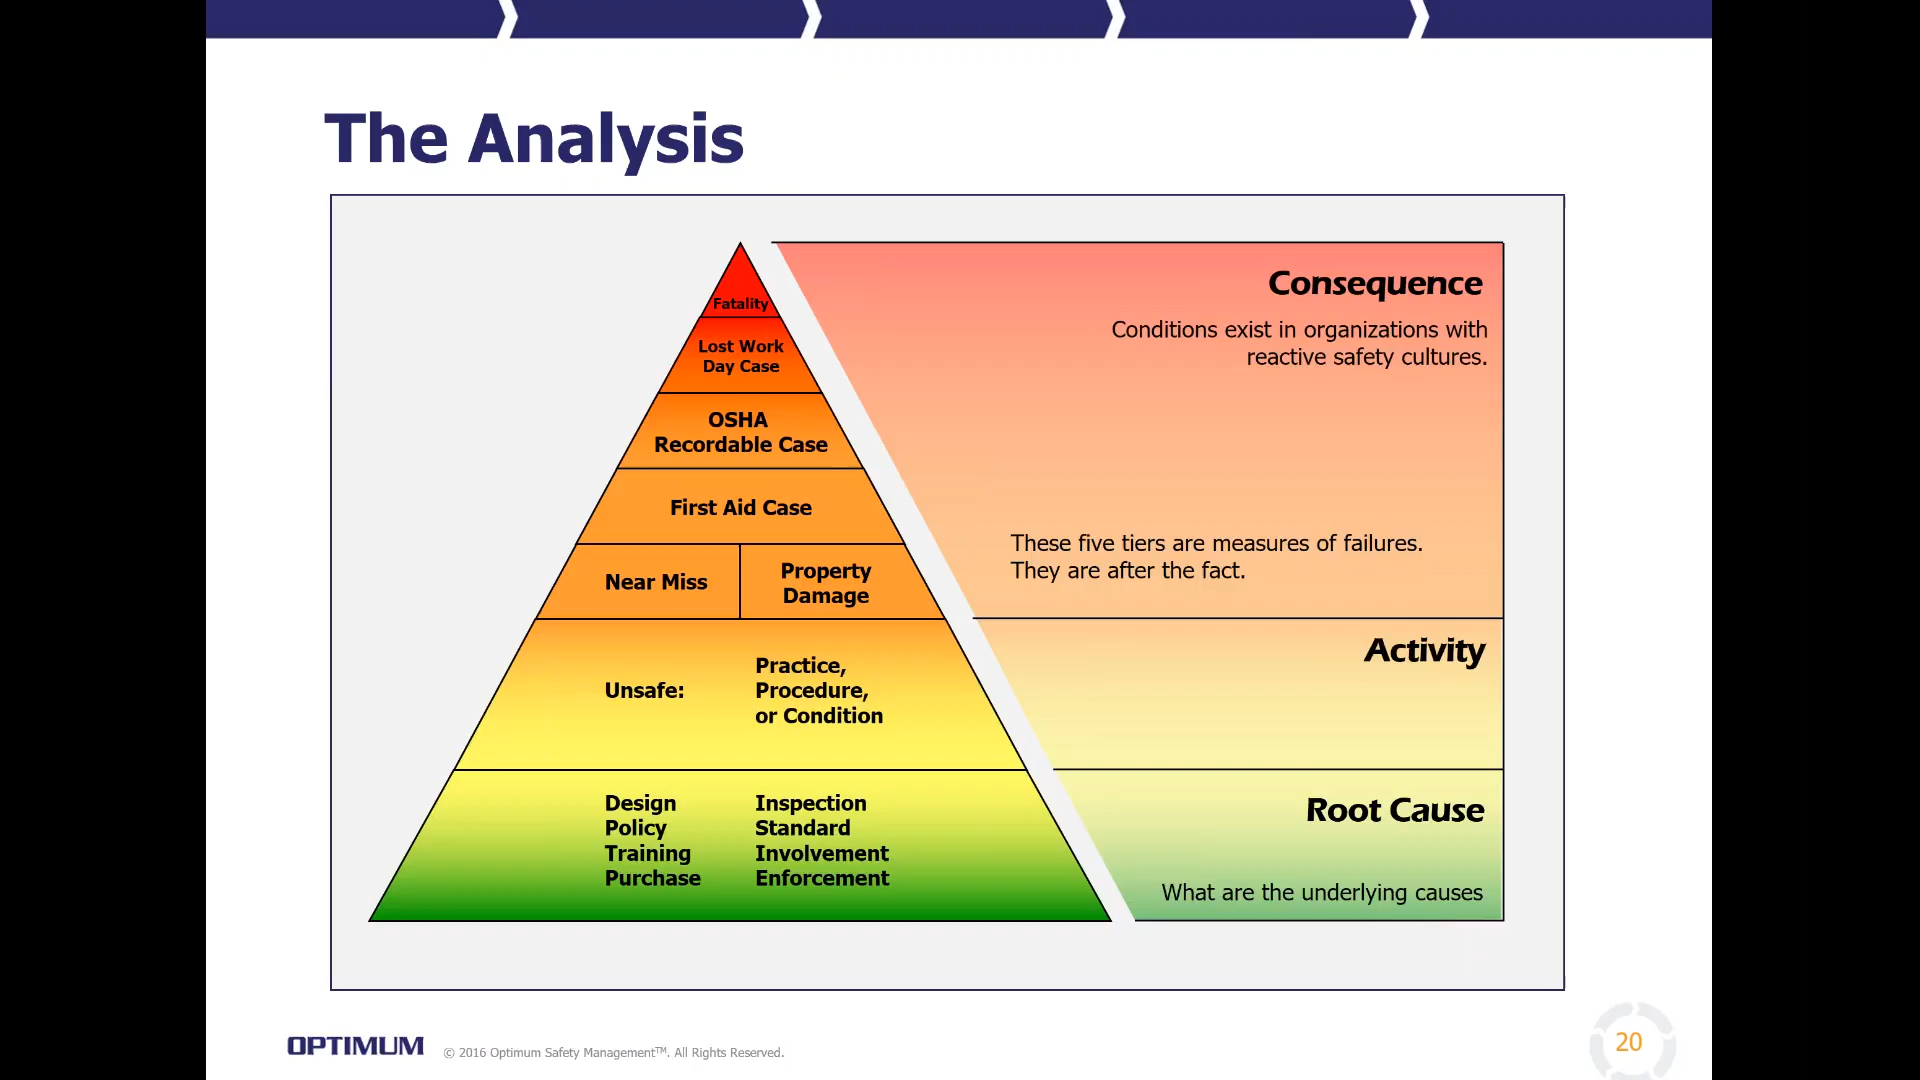 The Analysis
Fatality
Lost Work
Day Case
OSHA
Recordable Case
First Aid Case
Near Miss
Property
Damage
Unsafe:
Practice,
Procedure,
or Condition
Design
Policy
Training
Purchase
Inspection
Standard
Involvement
Enforcement
Consequence
Conditions exist in organizations with
reactive safety cultures.
These five tiers are measures of failures.
They are after the fact.
Activity
Root Cause
What are the underlying causes
OPTIMUM
© 2016 Optimum Safety Management™. All Rights Reserved.
20